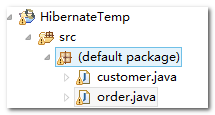 HibernateTemp
src
(default package)
customer.java
order.java